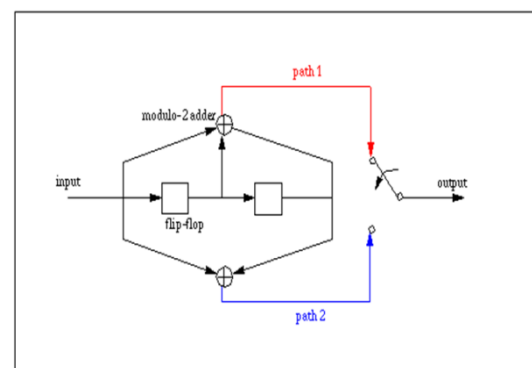 path 1
modulo-2 adder
input
output
flip-flop
path 2